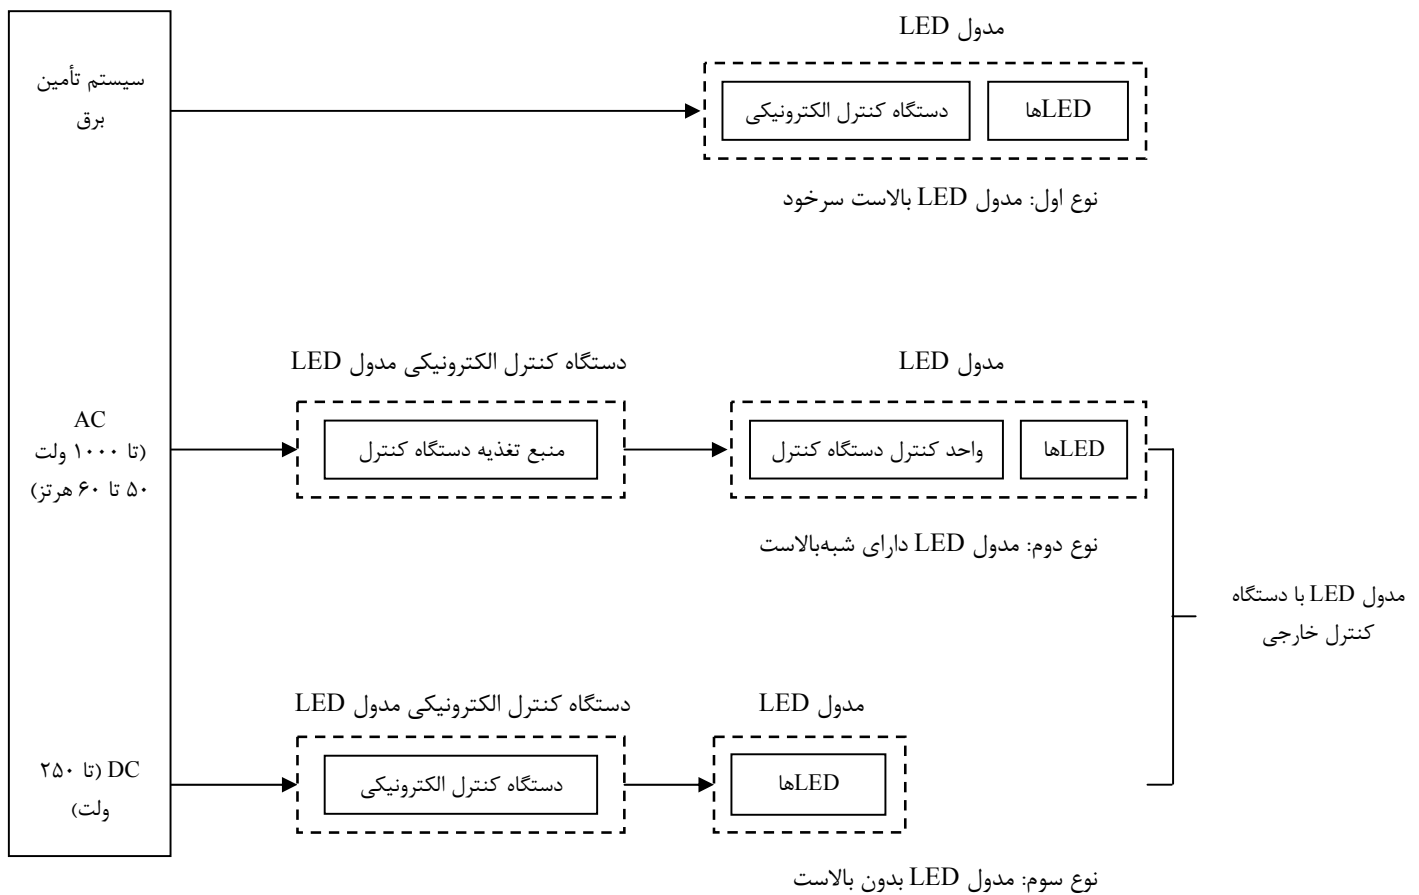 مدول LED
سیستم تأمین
برق
دستگاه کنترل الکترونیکی
LEDها
نوع اول: مدول LED بالاست سرخود
دستگاه کنترل الکترونیکی مدول LED
مدول LED
AC
(تا ۱۰۰۰ ولت
۵۰ تا ۶۰ هرتز)
منبع تغذیه دستگاه کنترل
واحد کنترل دستگاه کنترل
LEDها
نوع دوم: مدول LED دارای شبه‌بالاست
مدول LED با دستگاه
کنترل خارجی
دستگاه کنترل الکترونیکی مدول LED
مدول LED
DC (تا ۲۵۰
ولت)
دستگاه کنترل الکترونیکی
LEDها
نوع سوم: مدول LED بدون بالاست